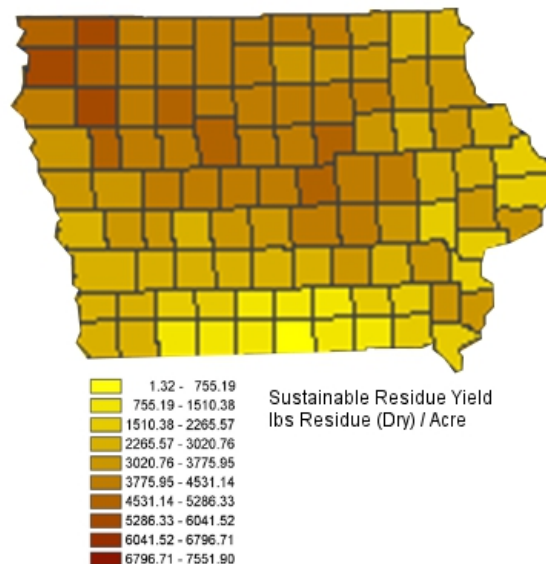 1.32 - 755.19
755.19 - 1510.38
1510.38 - 2265.57
2265.57 - 3020.76
3020.76 - 3775.95
3775.95 - 4531.14
4531.14 - 5286.33
5286.33 - 6041.52
6041.52 - 6796.71
6796.71 - 7551.90
Sustainable Residue Yield
lbs Residue (Dry) / Acre